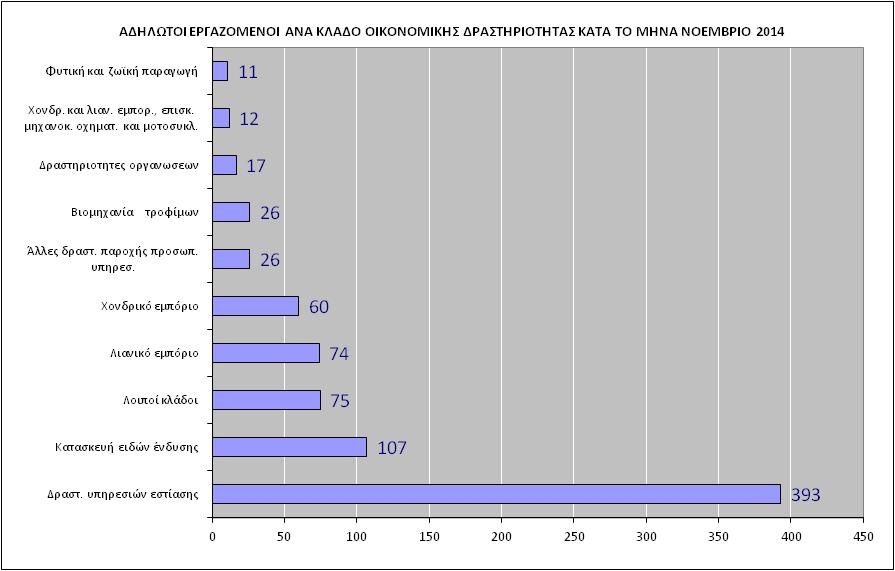 ΑΔΗΛΩΤΟΙ ΕΡΓΑΖΟΜΕΝΟΙ ΑΝΑ ΚΛΑΔΟ ΟΙΚΟΝΟΜΙΚΗΣ ΔΡΑΣΤΗΡΙΟΤΗΤΑΣ ΚΑΤΑ ΤΟ ΜΗΝΑ ΝΟΕΜΒΡΙΟ 2014
Φυτική και ζωϊκή παραγωγή 11
Χονδρ. και λιαν. εμπορ., επισκ.
μηχανοκ. οχηματ. και μοτοσυκλ. 12
Δραστηριοτητες οργανωσεων 17
Βιομηχανία τροφίμων 26
Άλλες δραστ. παροχής προσωπ.
υπηρεσ. 26
Χονδρικό εμπόριο 60
Λιανικό εμπόριο 74
Λοιποί κλάδοι 75
Κατασκευή ειδών ένδυσης 107
Δραστ. υπηρεσιών εστίασης 393
0 50 100 150 200 250 300 350 400 450